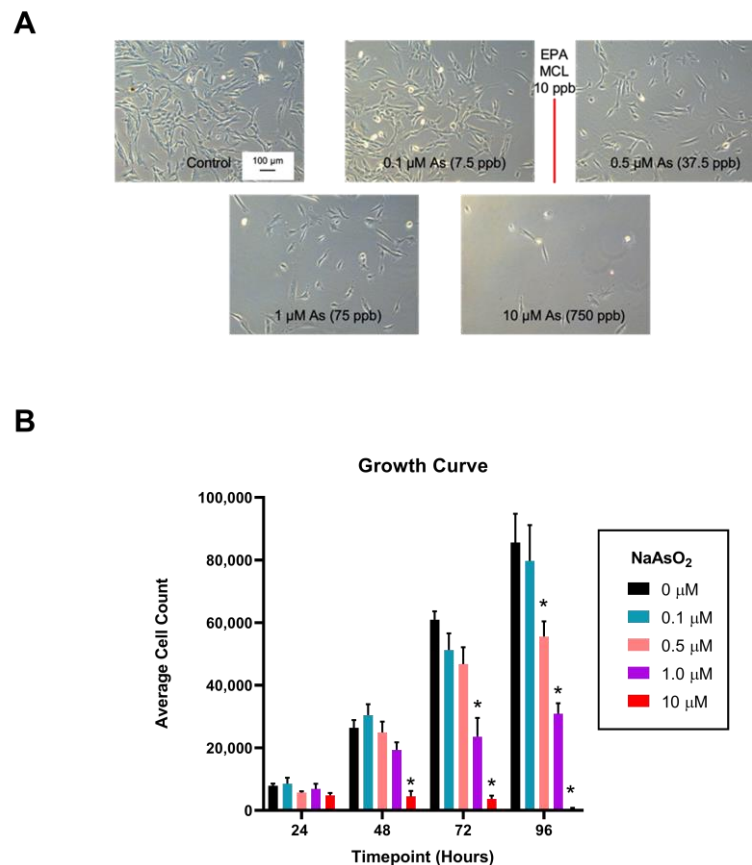 A
EPA
MCL
10 ppb
Control
100 μm
0.1 μM As (7.5 ppb)
0.5 μM As (37.5 ppb)
1 μM As (75 ppb)
10 μM As (750 ppb)
B
Growth Curve
100,000
80,000
60,000
40,000
20,000
0
Average Cell Count
* * * * * *
24 48 72 96
Timepoint (Hours)
NaAsO₂
0 μM
0.1 μM
0.5 μM
1.0 μM
10 μM